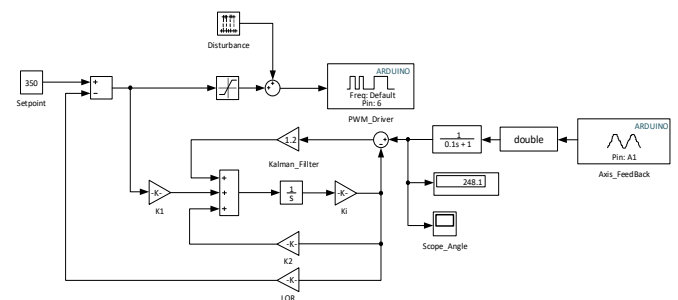 Disturbance
350
Setpoint
+
−
+
+
ARDUINO
Freq: Default
Pin: 6
PWM_Driver
1.2
Kalman_Fillter
+
−
1
0.1s + 1
double
ARDUINO
Pin: A1
Axis_FeedBack
-K-
K1
+
+
+
1
S
-K-
Ki
248.1
Scope_Angle
-K-
K2
-K-
LQR